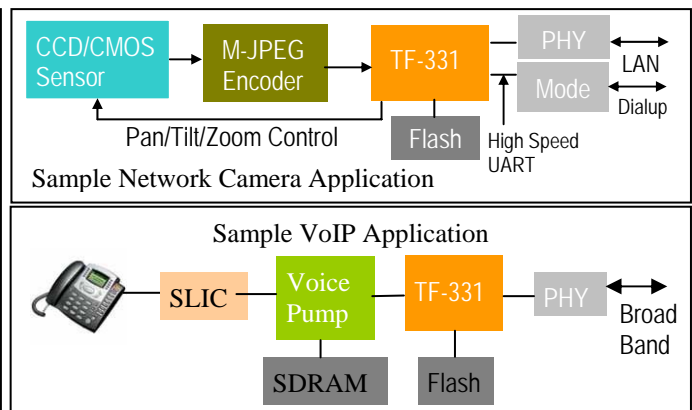 CCD/CMOS
Sensor
M-JPEG
Encoder
TF-331
PHY
LAN
Mode
Dialup
Pan/Tilt/Zoom Control
Flash
High Speed
UART
Sample Network Camera Application
Sample VoIP Application
SLIC
Voice
Pump
TF-331
PHY
Broad
Band
SDRAM
Flash